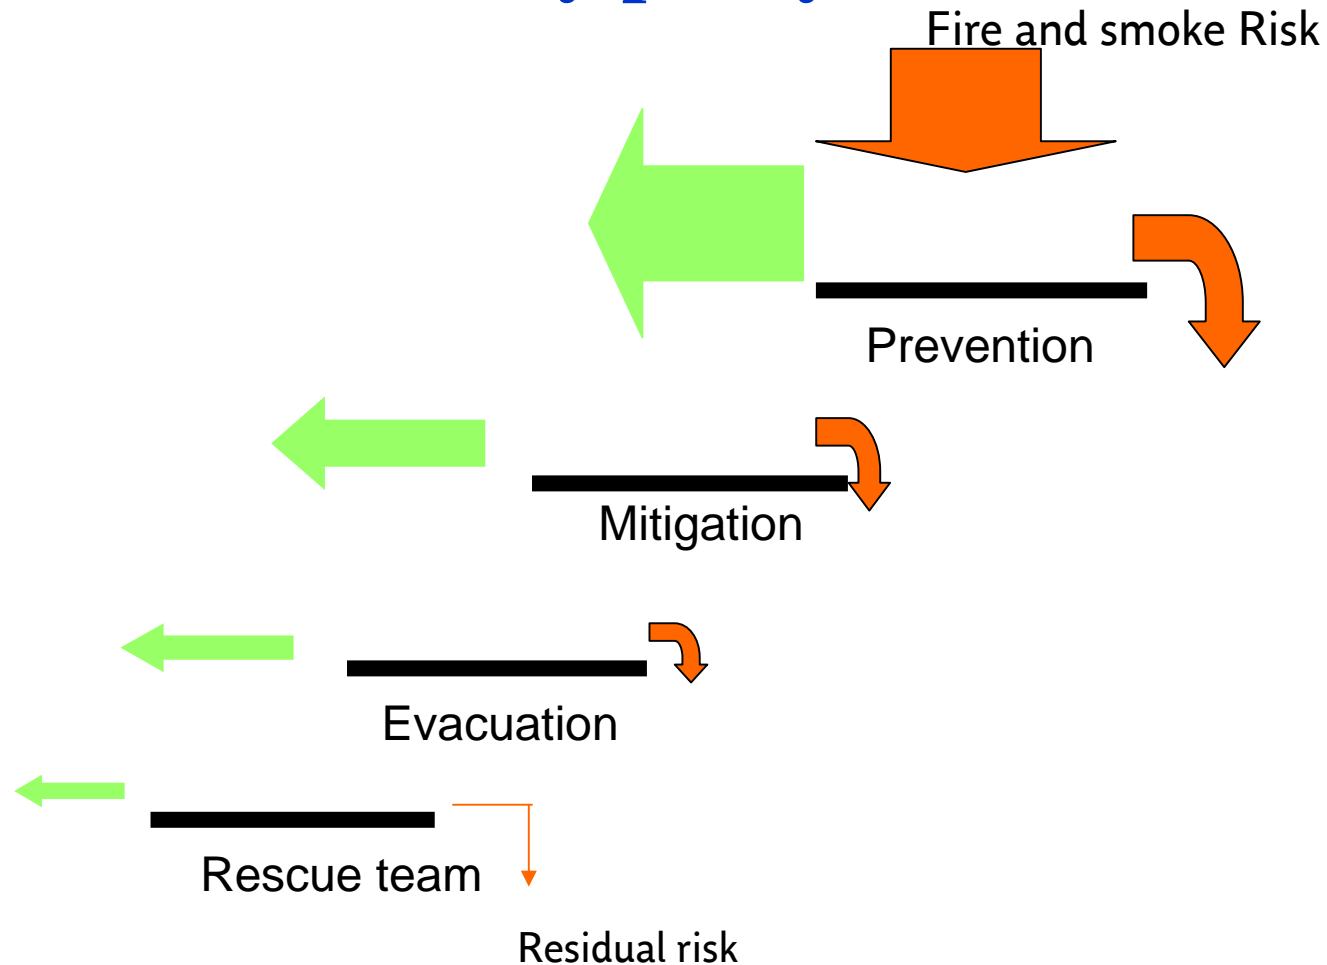 Fire and smoke Risk
Prevention
Mitigation
Evacuation
Rescue team
Residual risk